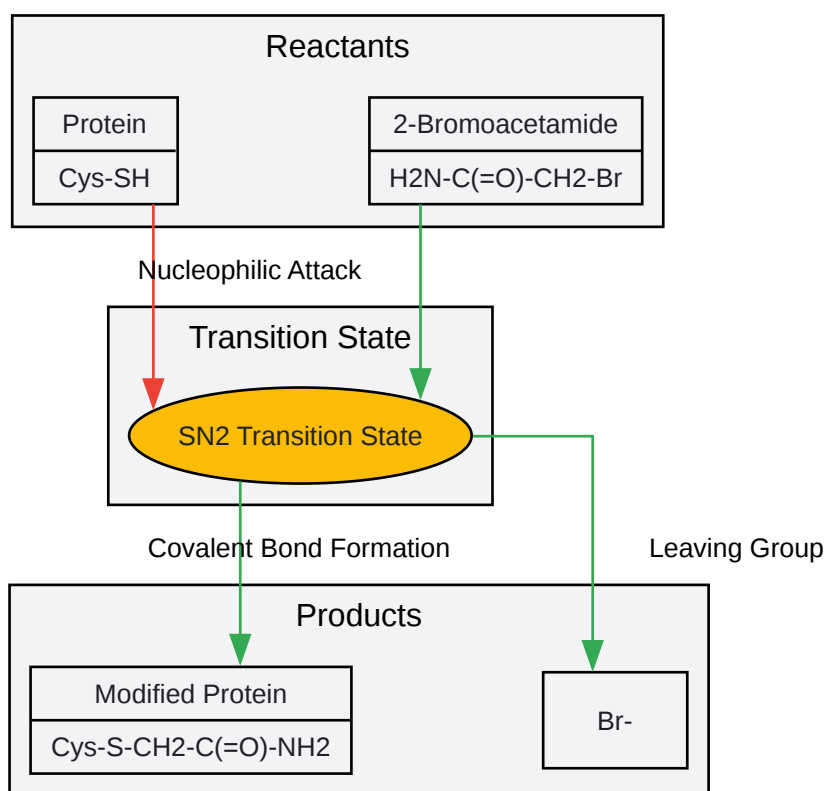 Reactants
Protein
2-Bromoacetamide
Cys-SH
H2N-C(=O)-CH2-Br
Nucleophilic Attack
Transition State
SN2 Transition State
Covalent Bond Formation
Leaving Group
Products
Modified Protein
Br-
Cys-S-CH2-C(=O)-NH2